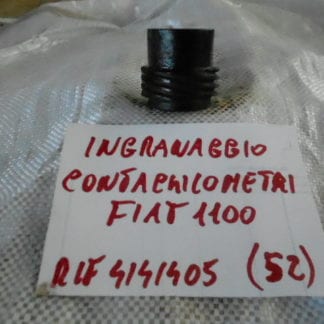 INGRANAGGIO
CONTACHILOMETRI
FIAT 1100
RIF 4141405 (52)